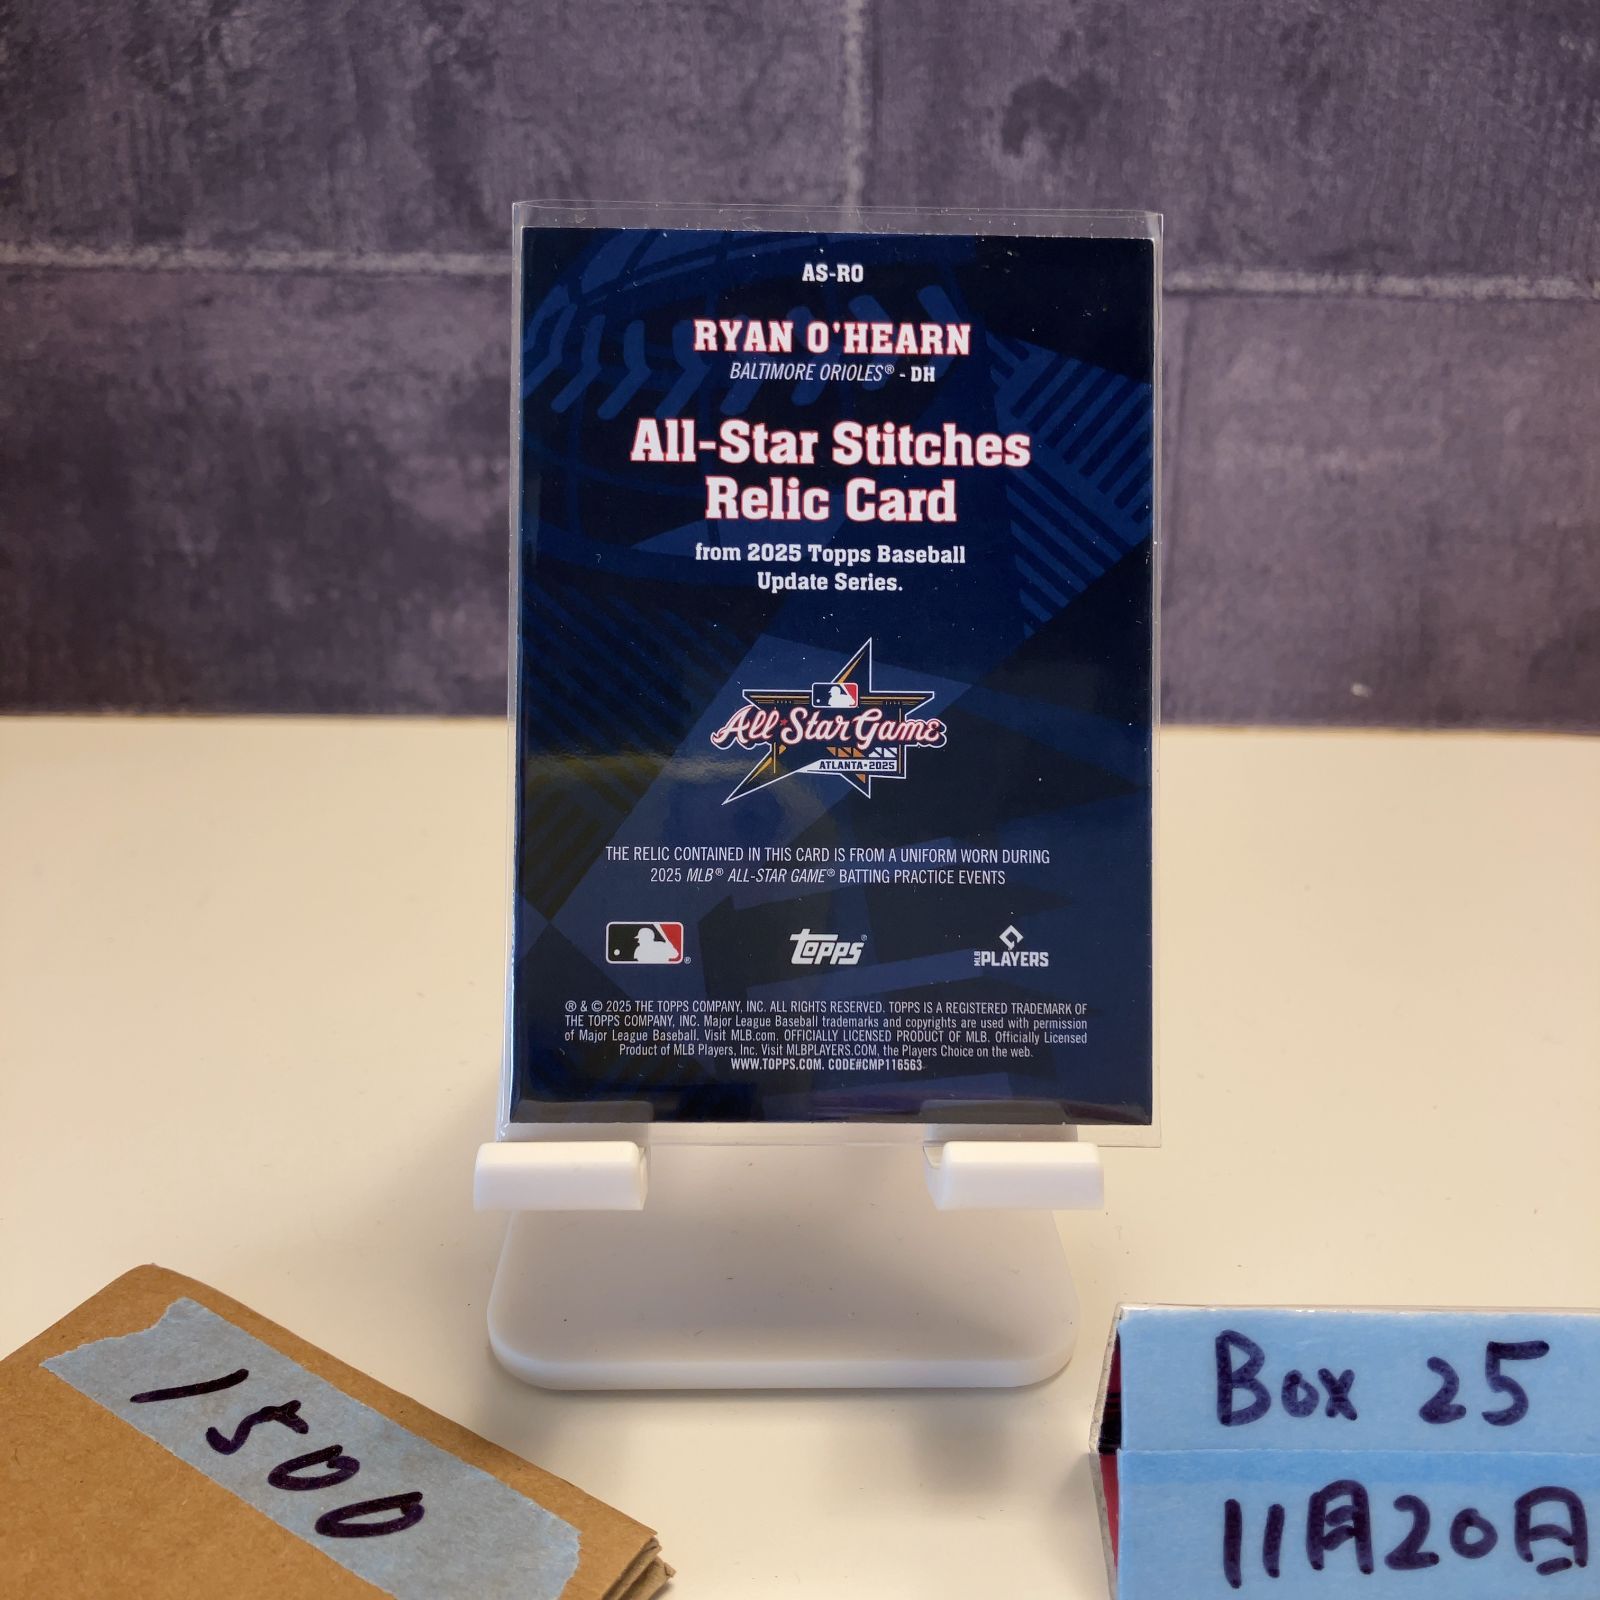 AS-RO
RYAN O'HEARN
BALTIMORE ORIOLES® - DH
All-Star Stitches
Relic Card
from 2025 Topps Baseball
Update Series.
All-Star Game
ATLANTA·2025
THE RELIC CONTAINED IN THIS CARD IS FROM A UNIFORM WORN DURING
2025 MLB® ALL-STAR GAME® BATTING PRACTICE EVENTS
®
Topps®
MLB PLAYERS
® & © 2025 THE TOPPS COMPANY, INC. ALL RIGHTS RESERVED. TOPPS IS A REGISTERED TRADEMARK OF
THE TOPPS COMPANY, INC. Major League Baseball trademarks and copyrights are used with permission
of Major League Baseball. Visit MLB.com. OFFICIALLY LICENSED PRODUCT OF MLB. Officially Licensed
Product of MLB Players, Inc. Visit MLBPLAYERS.COM, the Players Choice on the web.
WWW.TOPPS.COM. CODE#CMP116563
1500
Box 25
11月20日